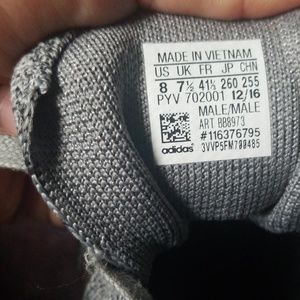 MADE IN VIETNAM
US UK FR JP CHN
8 7½ 41⅓ 260 255
PYV 702001 12/16
MALE/MALE
ART BB8973
#116376795
adidas 3VVP5FM700485